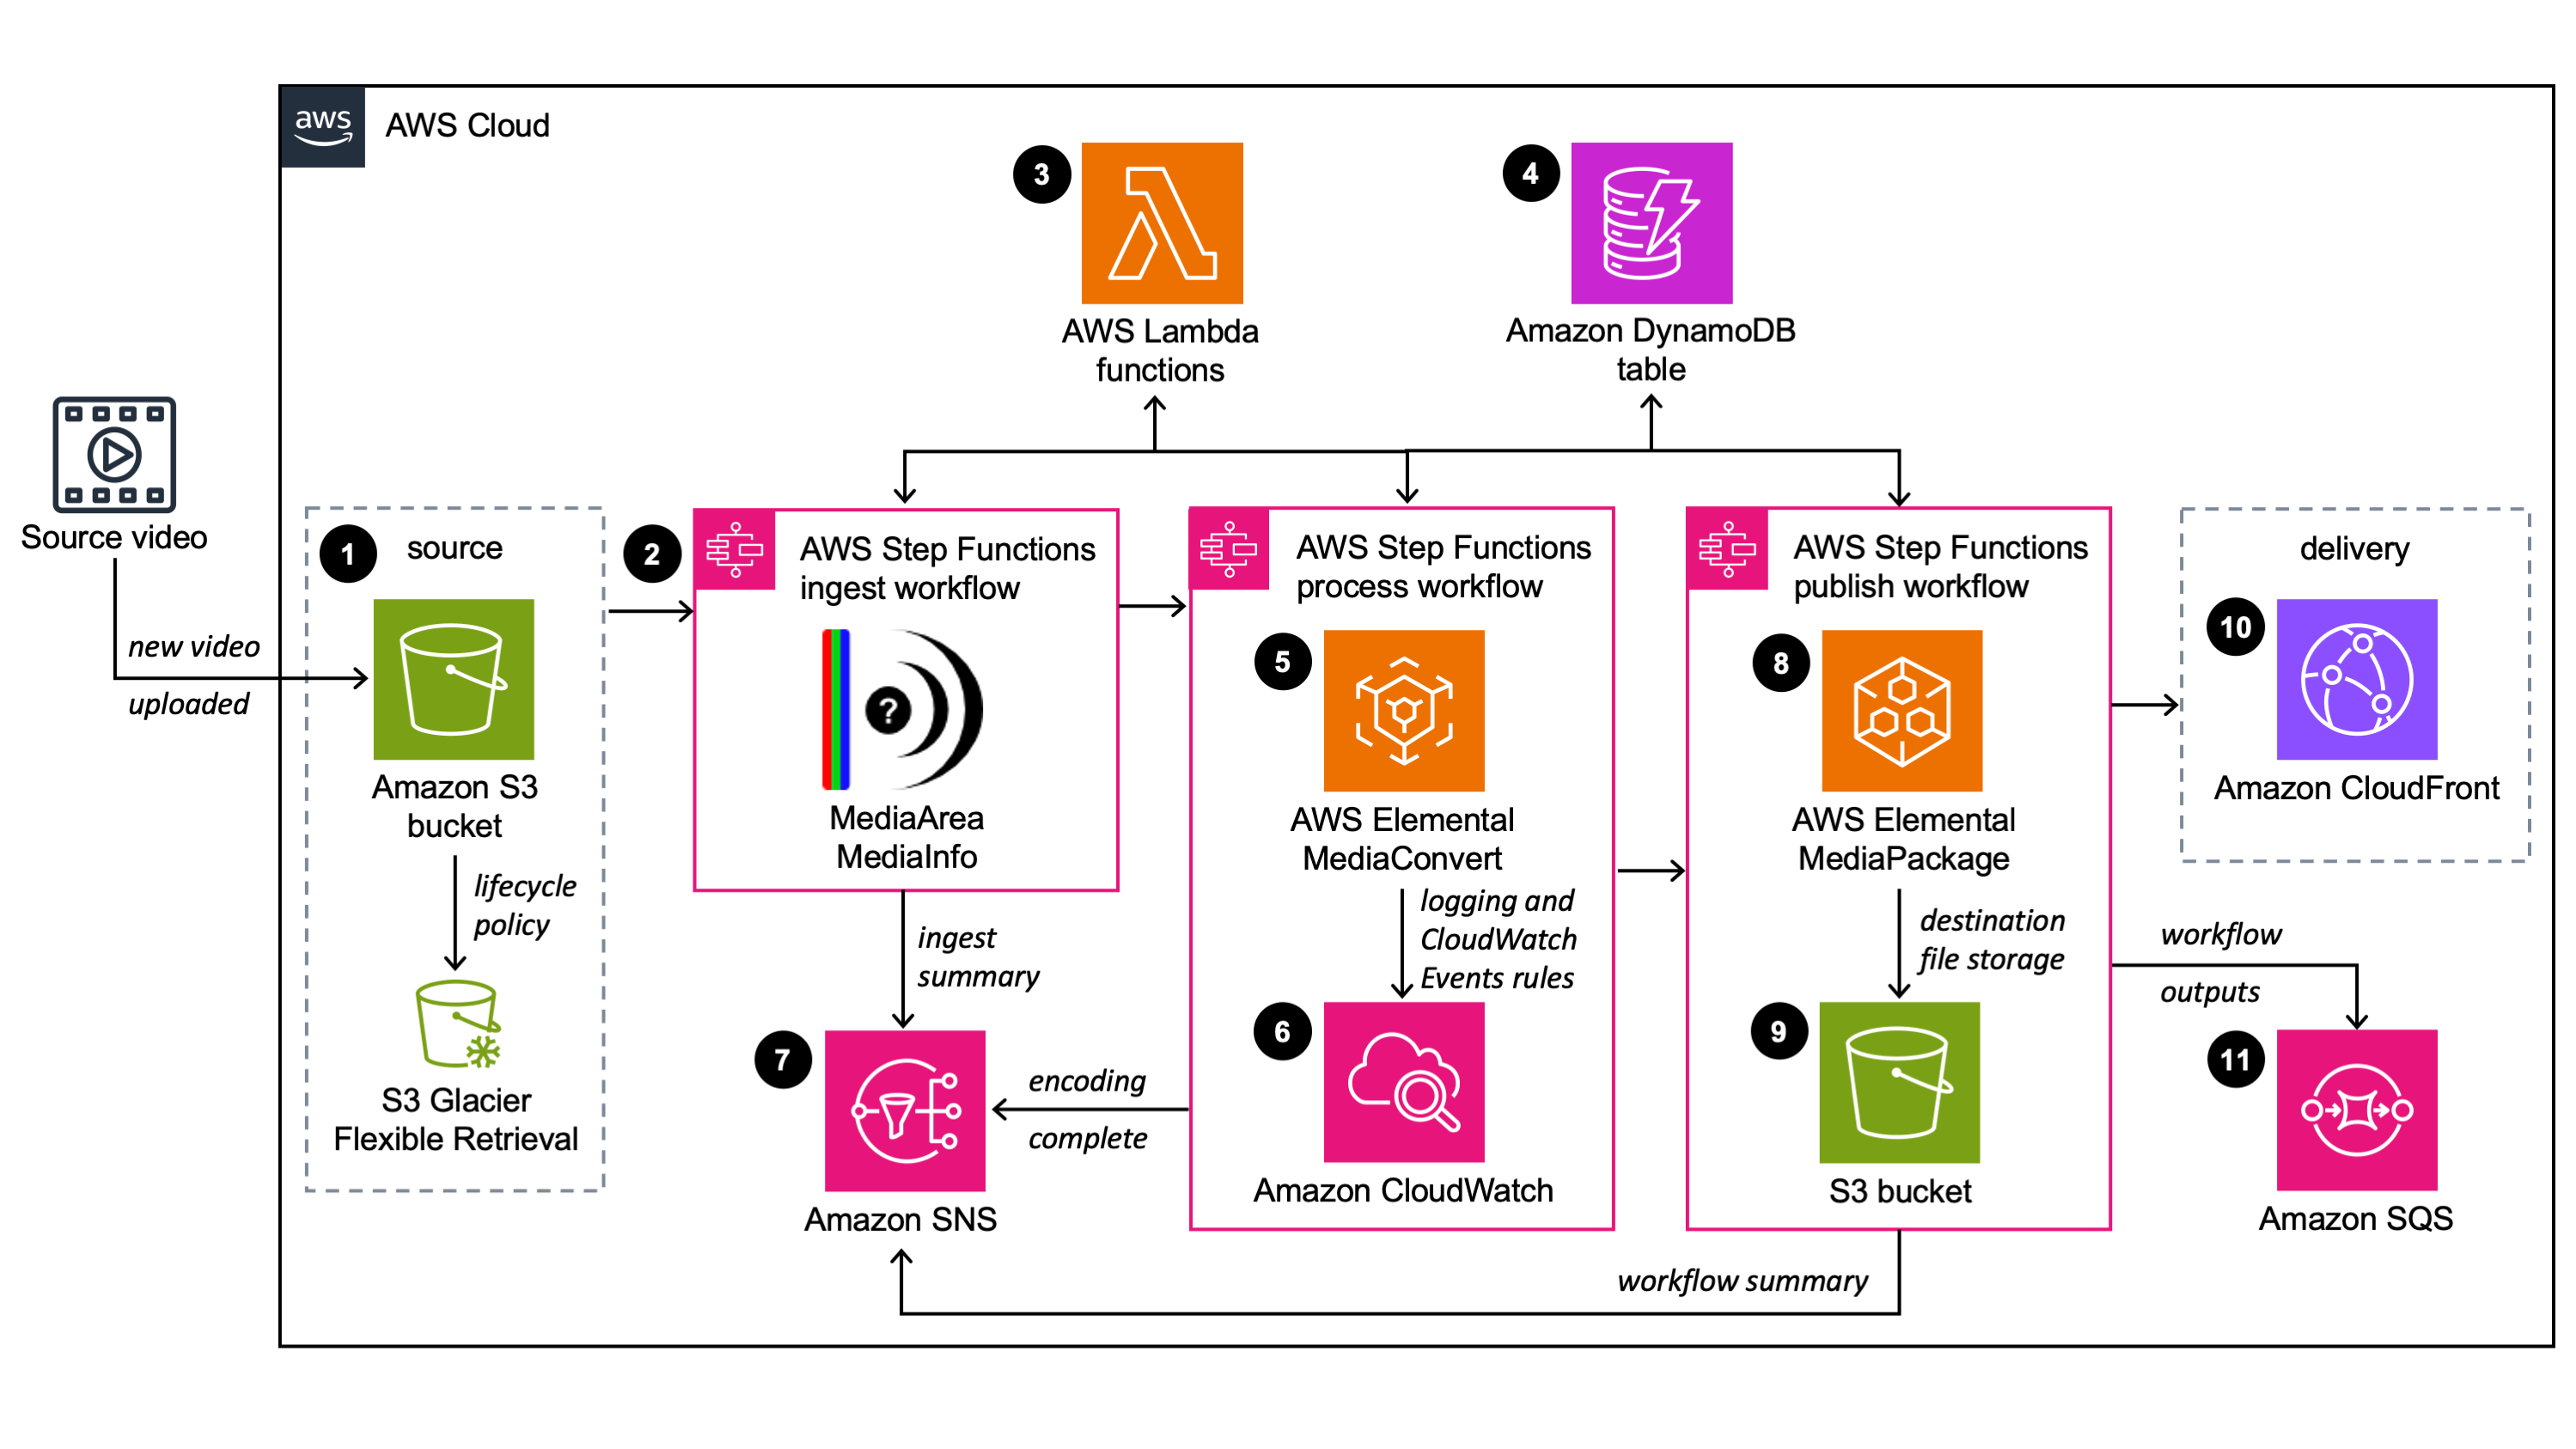 aws
AWS Cloud
3
AWS Lambda
functions
4
Amazon DynamoDB
table
Source video
new video
uploaded
1
source
Amazon S3
bucket
lifecycle
policy
S3 Glacier
Flexible Retrieval
2
AWS Step Functions
ingest workflow
?
MediaArea
MediaInfo
ingest
summary
7
Amazon SNS
AWS Step Functions
process workflow
5
AWS Elemental
MediaConvert
logging and
CloudWatch
Events rules
6
Amazon CloudWatch
encoding
complete
AWS Step Functions
publish workflow
8
AWS Elemental
MediaPackage
destination
file storage
9
S3 bucket
workflow summary
delivery
10
Amazon CloudFront
workflow
outputs
11
Amazon SQS